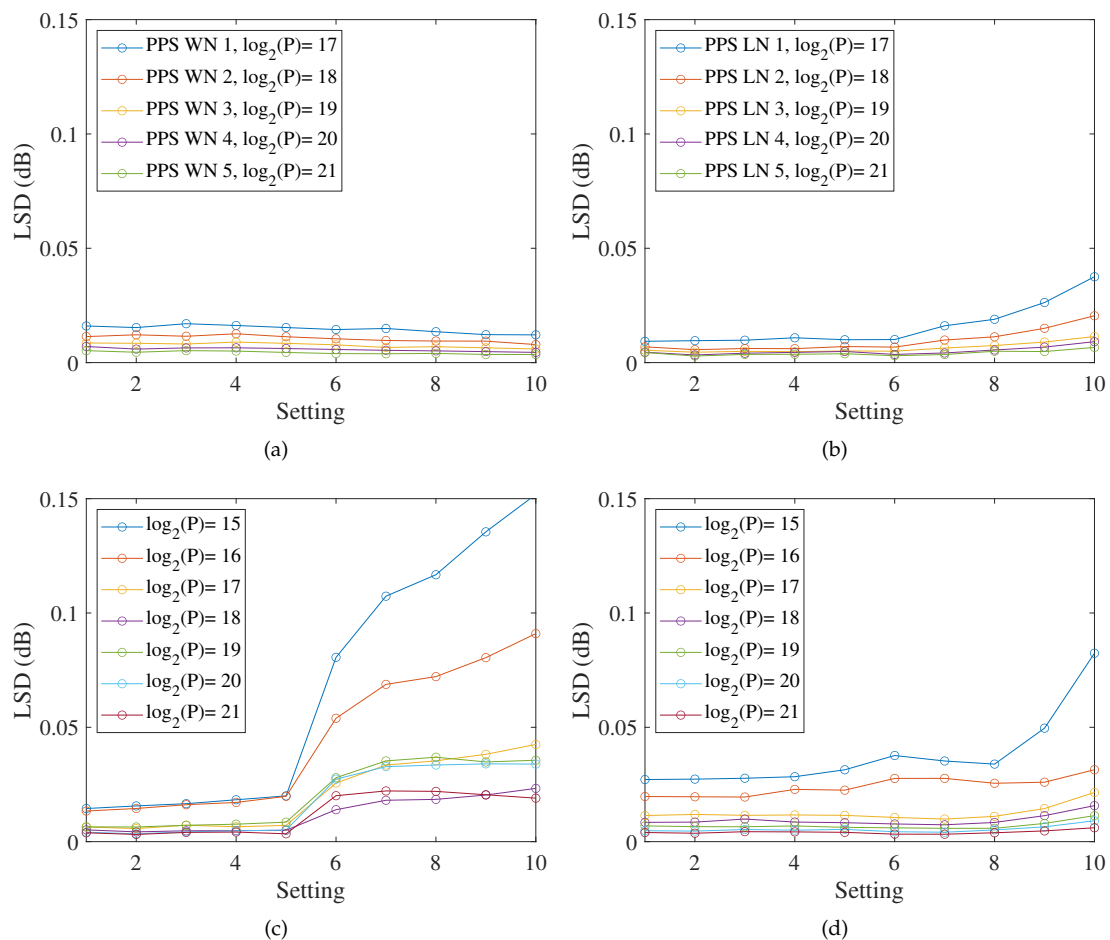 0.15
0.1
0.05
0
LSD (dB)
PPS WN 1, log₂(P)= 17
PPS WN 2, log₂(P)= 18
PPS WN 3, log₂(P)= 19
PPS WN 4, log₂(P)= 20
PPS WN 5, log₂(P)= 21
2 4 6 8 10
Setting
(a)
0.15
0.1
0.05
0
LSD (dB)
PPS LN 1, log₂(P)= 17
PPS LN 2, log₂(P)= 18
PPS LN 3, log₂(P)= 19
PPS LN 4, log₂(P)= 20
PPS LN 5, log₂(P)= 21
2 4 6 8 10
Setting
(b)
0.15
0.1
0.05
0
LSD (dB)
log₂(P)= 15
log₂(P)= 16
log₂(P)= 17
log₂(P)= 18
log₂(P)= 19
log₂(P)= 20
log₂(P)= 21
2 4 6 8 10
Setting
(c)
0.15
0.1
0.05
0
LSD (dB)
log₂(P)= 15
log₂(P)= 16
log₂(P)= 17
log₂(P)= 18
log₂(P)= 19
log₂(P)= 20
log₂(P)= 21
2 4 6 8 10
Setting
(d)